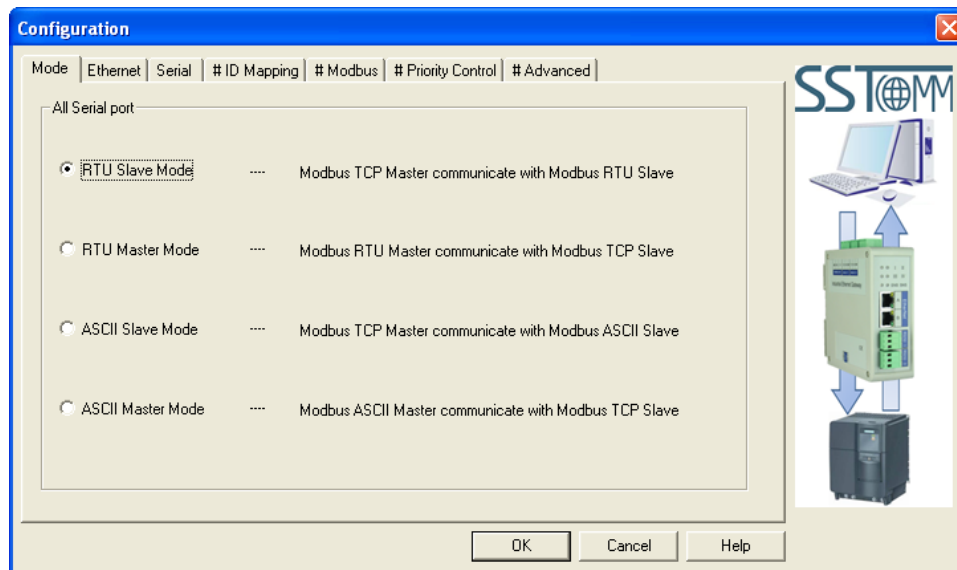 Configuration
Mode Ethernet Serial # ID Mapping # Modbus # Priority Control # Advanced
All Serial port
RTU Slave Mode ---- Modbus TCP Master communicate with Modbus RTU Slave
RTU Master Mode ---- Modbus RTU Master communicate with Modbus TCP Slave
ASCII Slave Mode ---- Modbus TCP Master communicate with Modbus ASCII Slave
ASCII Master Mode ---- Modbus ASCII Master communicate with Modbus TCP Slave
OK Cancel Help
SSTOMM